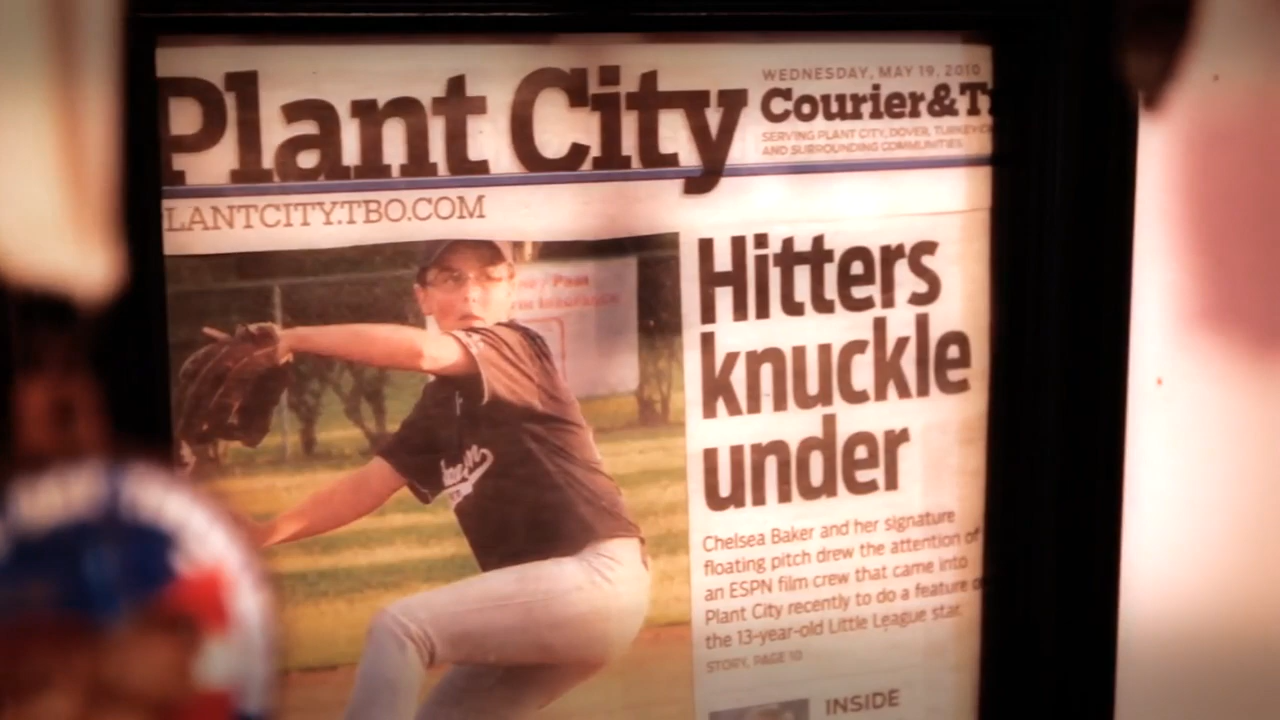 Plant City
WEDNESDAY, MAY 19, 2010
Courier&T
SERVING PLANT CITY, DOVER, TURKEY
AND SURROUNDING COMMUNITIES
LANTCITY.TBO.COM
Hitters
knuckle
under
Chelsea Baker and her signature
floating pitch drew the attention of
an ESPN film crew that came into
Plant City recently to do a feature
the 13-year-old Little League star.
STORY, PAGE 10
INSIDE